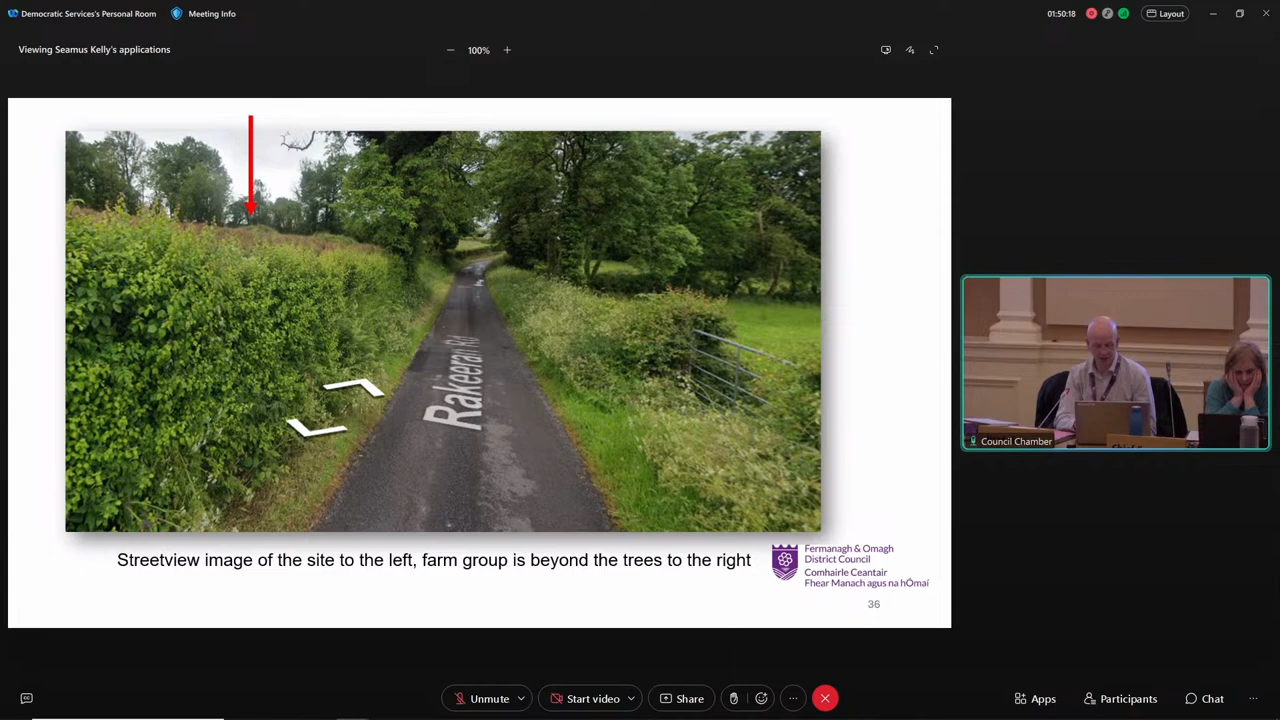 Democratic Services's Personal Room
Meeting Info
01:50:18
Layout
Viewing Seamus Kelly's applications
100%
Rakeeran Rd
Council Chamber
Streetview image of the site to the left, farm group is beyond the trees to the right
Fermanagh & Omagh
District Council
Comhairle Ceantair
Fhear Manach agus na hÓmaí
36
CC
Unmute
Start video
Share
Apps
Participants
Chat